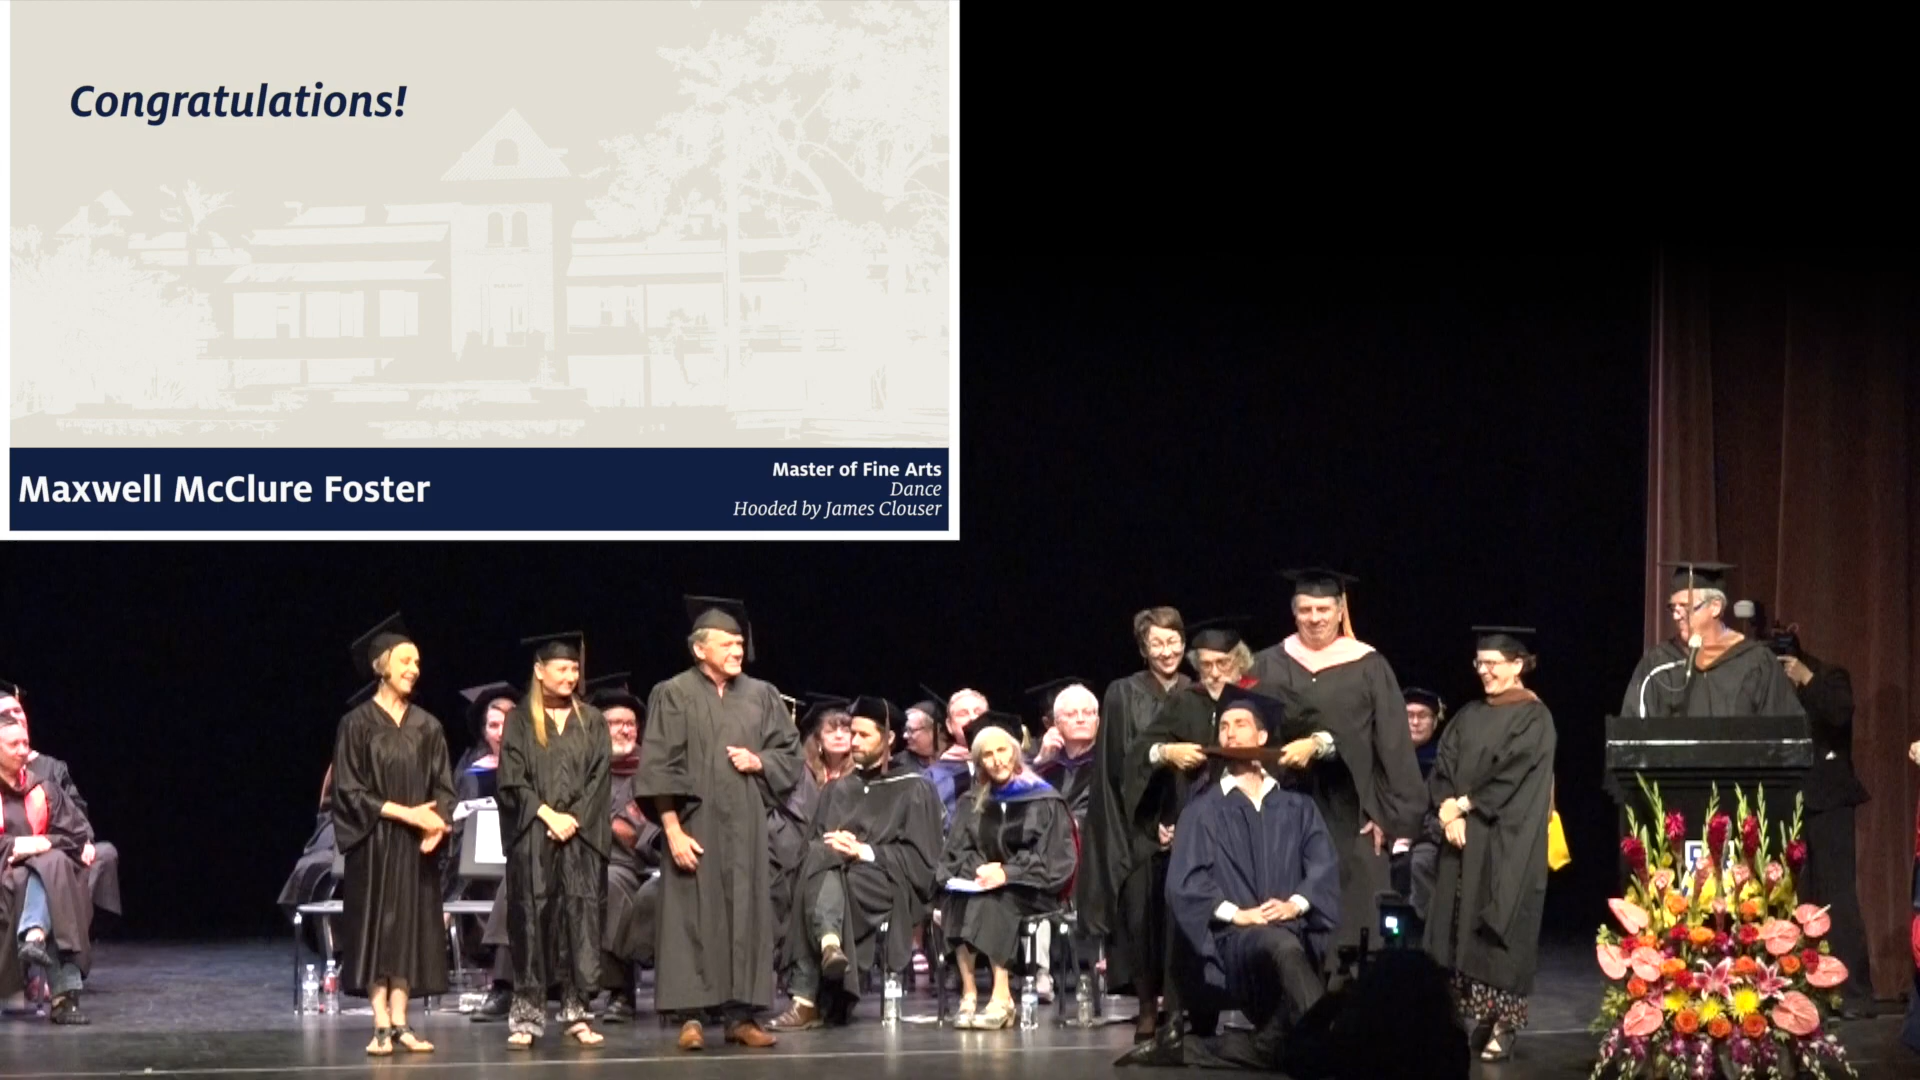 Congratulations!
Maxwell McClure Foster
Master of Fine Arts
Dance
Hooded by James Clouser